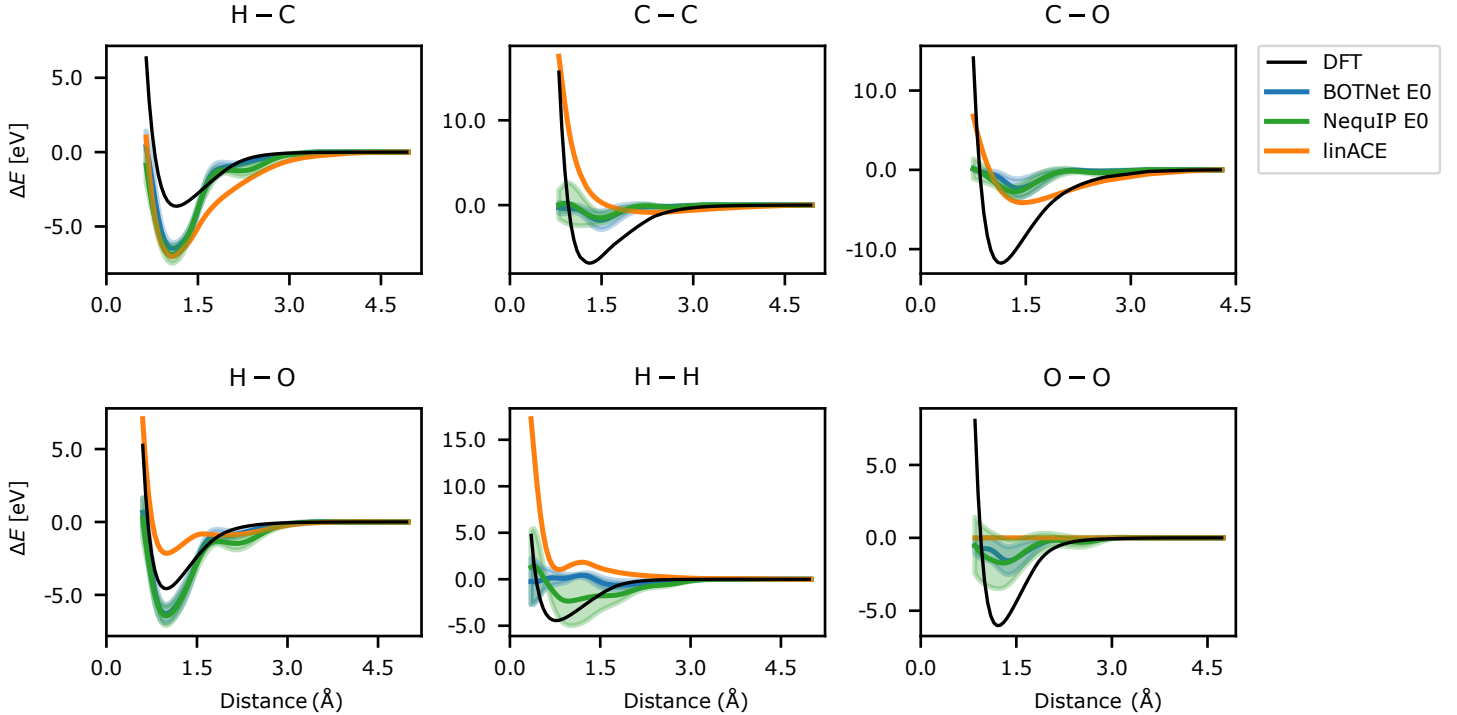 H – C
C – C
C – O
ΔE [eV]
5.0
0.0
-5.0
0.0
1.5
3.0
4.5
10.0
0.0
0.0
1.5
3.0
4.5
10.0
0.0
-10.0
0.0
1.5
3.0
4.5
DFT
BOTNet E0
NequIP E0
linACE
H – O
H – H
O – O
ΔE [eV]
5.0
0.0
-5.0
0.0
1.5
3.0
4.5
Distance (Å)
15.0
10.0
5.0
0.0
-5.0
0.0
1.5
3.0
4.5
Distance (Å)
5.0
0.0
-5.0
0.0
1.5
3.0
4.5
Distance (Å)